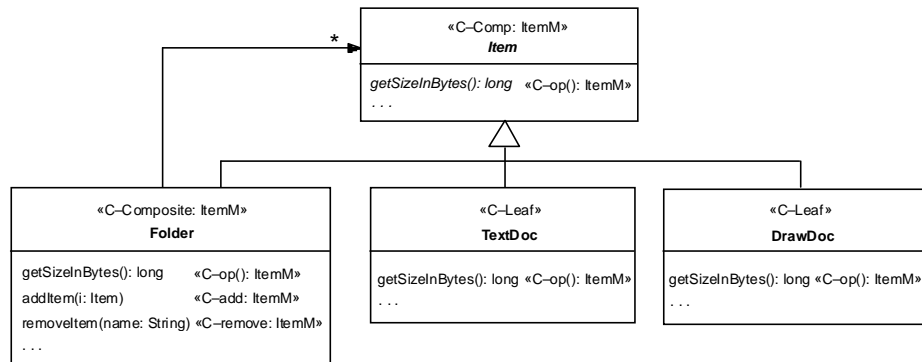 «C–Comp: ItemM»
Item
*
getSizeInBytes(): long «C–op(): ItemM»
. . .
«C–Composite: ItemM»
Folder
getSizeInBytes(): long «C–op(): ItemM»
addItem(i: Item) «C–add: ItemM»
removeItem(name: String) «C–remove: ItemM»
. . .
«C–Leaf»
TextDoc
getSizeInBytes(): long «C–op(): ItemM»
. . .
«C–Leaf»
DrawDoc
getSizeInBytes(): long «C–op(): ItemM»
. . .